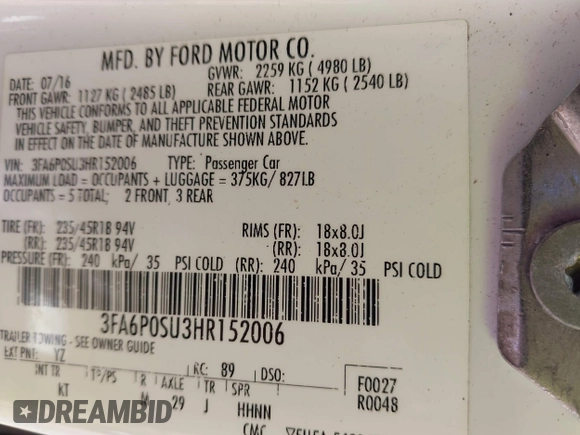 MFD. BY FORD MOTOR CO.
DATE: 07/16 GVWR: 2259 KG ( 4980 LB)
FRONT GAWR: 1127 KG ( 2485 LB) REAR GAWR: 1152 KG ( 2540 LB)
THIS VEHICLE CONFORMS TO ALL APPLICABLE FEDERAL MOTOR
VEHICLE SAFETY, BUMPER, AND THEFT PREVENTION STANDARDS
IN EFFECT ON THE DATE OF MANUFACTURE SHOWN ABOVE.
VIN: 3FA6P0SU3HR152006 TYPE: Passenger Car
MAXIMUM LOAD = OCCUPANTS + LUGGAGE = 375KG/ 827LB
OCCUPANTS = 5 TOTAL: 2 FRONT, 3 REAR
TIRE (FR): 235/45R18 94V RIMS (FR): 18x8.0J
(RR): 235/45R18 94V (RR): 18x8.0J
PRESSURE (FR): 240 kPa/ 35 PSI COLD (RR): 240 kPa/ 35 PSI COLD
3FA6P0SU3HR152006
TRAILER TOWING - SEE OWNER GUIDE
EXT PNT: YZ RC: 89 DSO: F0027
INT TR TP/PS R AXLE TR SPR R0048
KT M 29 J HHNN
DREAMBID
CMC